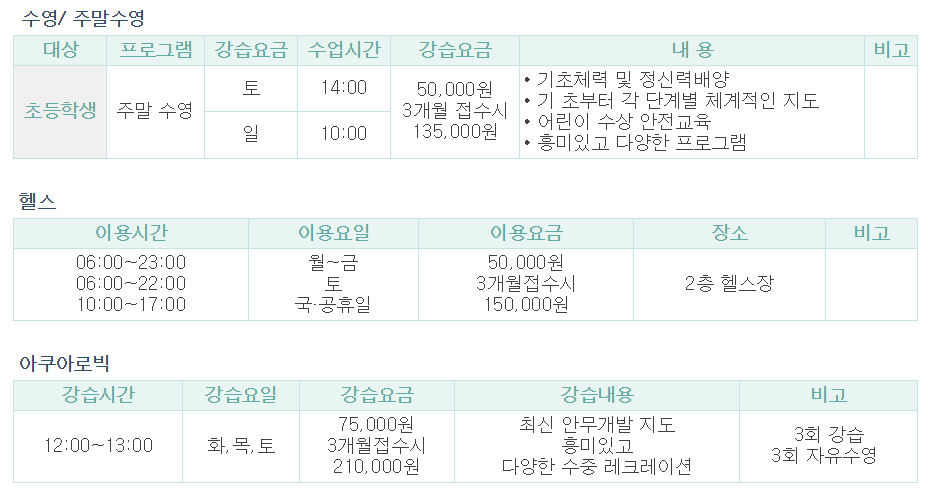 수영/ 주말수영
대상 프로그램 강습요금 수업시간 강습요금 내 용 비고
초등학생 주말 수영
토 14:00
일 10:00
50,000원
3개월 접수시
135,000원
• 기초체력 및 정신력배양
• 기 초부터 각 단계별 체계적인 지도
• 어린이 수상 안전교육
• 흥미있고 다양한 프로그램
헬스
이용시간 이용요일 이용요금 장소 비고
06:00~23:00 월~금 50,000원
06:00~22:00 토 3개월접수시 2층 헬스장
10:00~17:00 국·공휴일 150,000원
아쿠아로빅
강습시간 강습요일 강습요금 강습내용 비고
12:00~13:00 화,목,토
75,000원
3개월접수시
210,000원
최신 안무개발 지도
흥미있고
다양한 수중 레크레이션
3회 강습
3회 자유수영